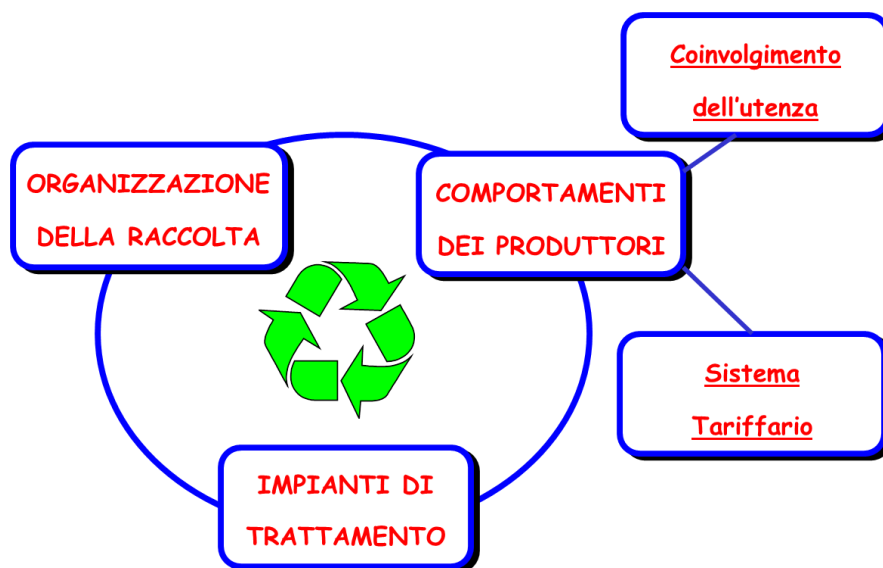 Coinvolgimento
dell'utenza
ORGANIZZAZIONE
DELLA RACCOLTA
COMPORTAMENTI
DEI PRODUTTORI
Sistema
Tariffario
IMPIANTI DI
TRATTAMENTO